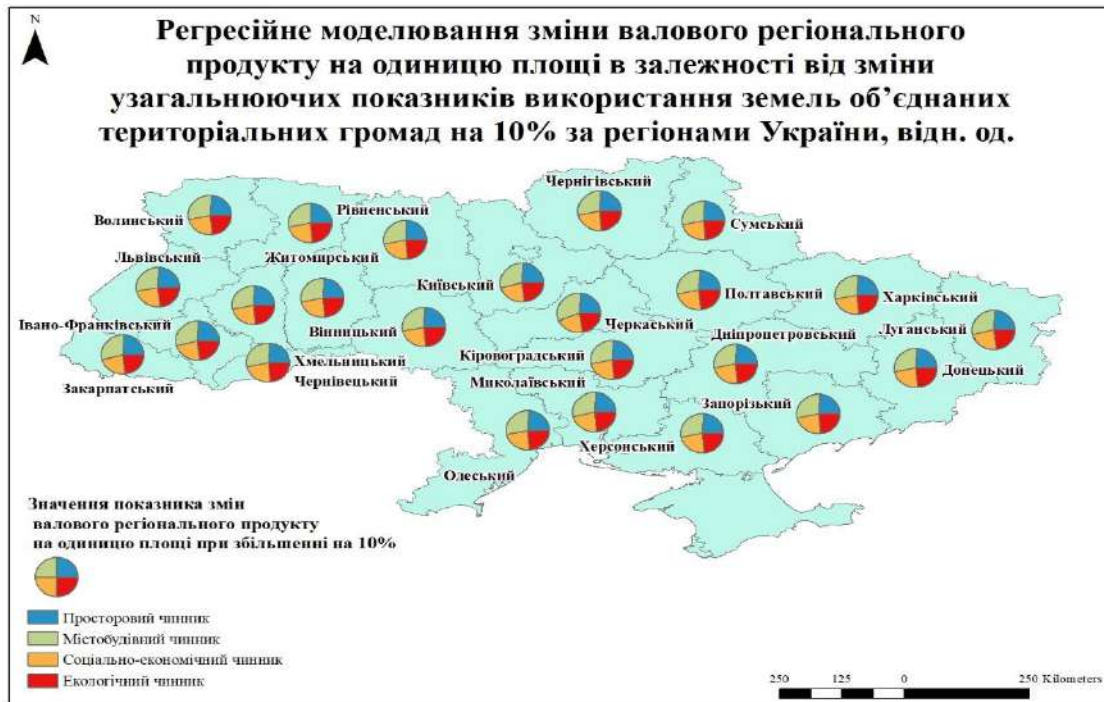 N
Регресійне моделювання зміни валового регіонального
продукту на одиницю площі в залежності від зміни
узагальнюючих показників використання земель об’єднаних
територіальних громад на 10% за регіонами України, відн. од.
Чернігівський
Волинський
Рівненський
Сумський
Львівський
Житомирський
Київський
Полтавський
Харківський
Івано-Франківський
Вінницький
Черкаський
Дніпропетровський
Луганський
Закарпатський
Хмельницький
Чернівецький
Кіровоградський
Донецький
Миколаївський
Запорізький
Херсонський
Одеський
Значення показника змін
валового регіонального продукту
на одиницю площі при збільшенні на 10%
Просторовий чинник
Містобудівний чинник
Соціально-економічний чинник
Екологічний чинник
250 125 0 250 Kilometers